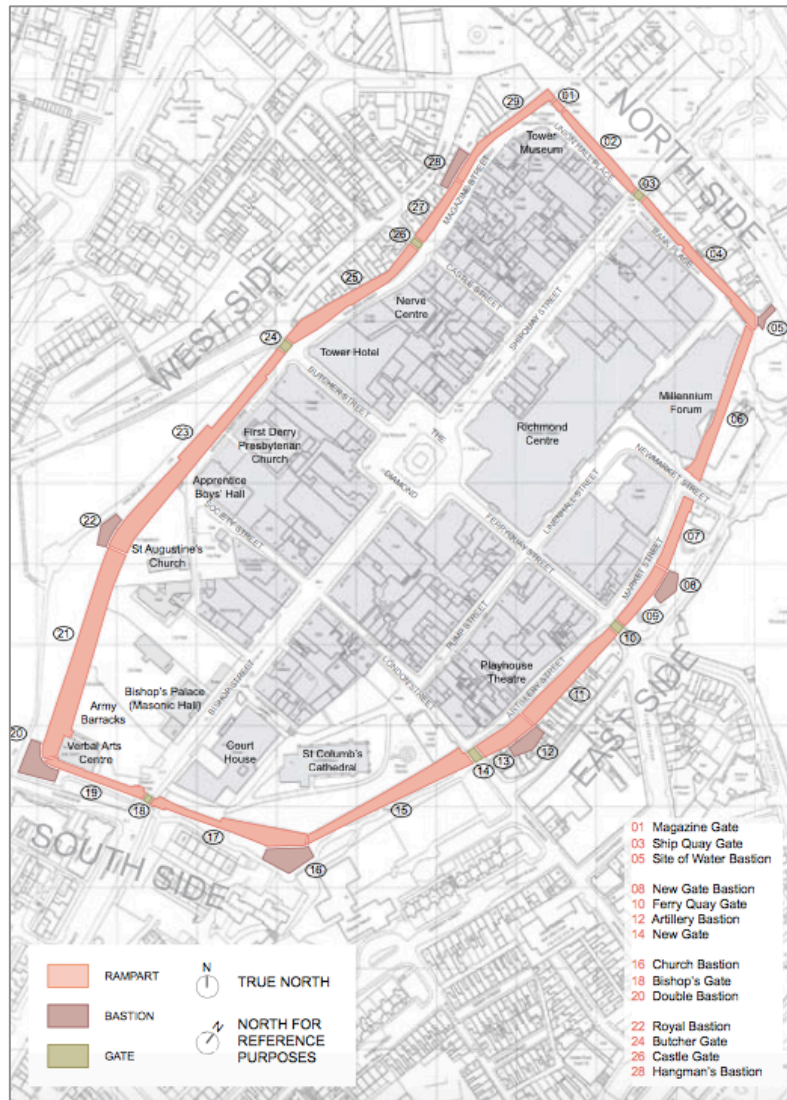 01
29
02
NORTH SIDE
UNION HALL PLACE
Tower
Museum
28
03
MAGAZINE STREET
27
26
BANK PLACE
04
25
CASTLE STREET
WEST SIDE
Nerve
Centre
SHIPQUAY STREET
05
24
Tower Hotel
BUTCHER STREET
Millennium
Forum
06
23
First Derry
Presbyterian
Church
THE
DIAMOND
Richmond
Centre
NEWMARKET STREET
Apprentice
Boys' Hall
LINENHALL STREET
22
SOCIETY STREET
FERRYQUAY STREET
07
St Augustine's
Church
MARKET STREET
08
09
21
PUMP STREET
10
EAST SIDE
LONDON STREET
Playhouse
Theatre
ARTILLERY STREET
11
Bishop's Palace
(Masonic Hall)
BISHOP STREET
Army
Barracks
20
Verbal Arts
Centre
Court
House
St Columb's
Cathedral
12
13
14
19
18
15
17
SOUTH SIDE
16
01 Magazine Gate
03 Ship Quay Gate
05 Site of Water Bastion
08 New Gate Bastion
10 Ferry Quay Gate
12 Artillery Bastion
14 New Gate
16 Church Bastion
18 Bishop's Gate
20 Double Bastion
22 Royal Bastion
24 Butcher Gate
26 Castle Gate
28 Hangman's Bastion
RAMPART
BASTION
GATE
N
TRUE NORTH
N
NORTH FOR
REFERENCE
PURPOSES